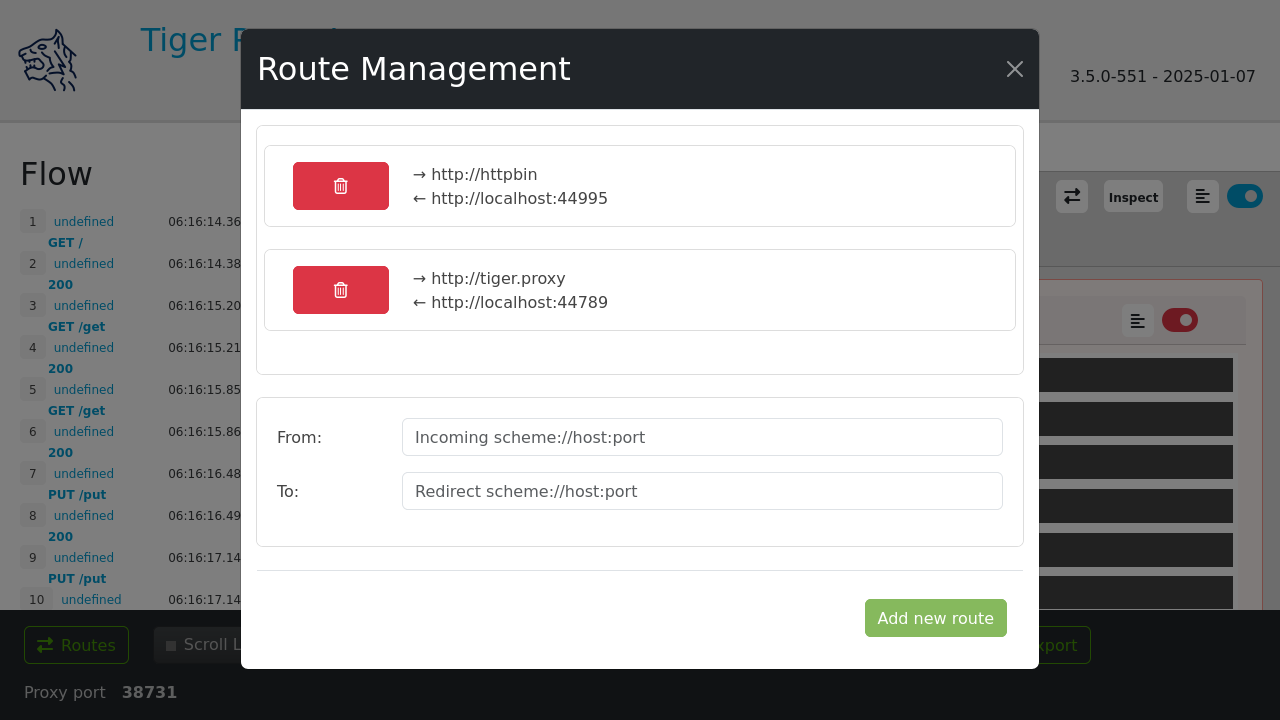 Tiger
3.5.0-551 - 2025-01-07
Route Management
→ http://httpbin
← http://localhost:44995
→ http://tiger.proxy
← http://localhost:44789
From:
Incoming scheme://host:port
To:
Redirect scheme://host:port
Add new route
Flow
1 undefined 06:16:14.36
GET /
2 undefined 06:16:14.38
200
3 undefined 06:16:15.20
GET /get
4 undefined 06:16:15.21
200
5 undefined 06:16:15.85
GET /get
6 undefined 06:16:15.86
200
7 undefined 06:16:16.48
PUT /put
8 undefined 06:16:16.49
200
9 undefined 06:16:17.14
PUT /put
10 undefined 06:16:17.14
Inspect
Routes
Scroll L
xport
Proxy port 38731